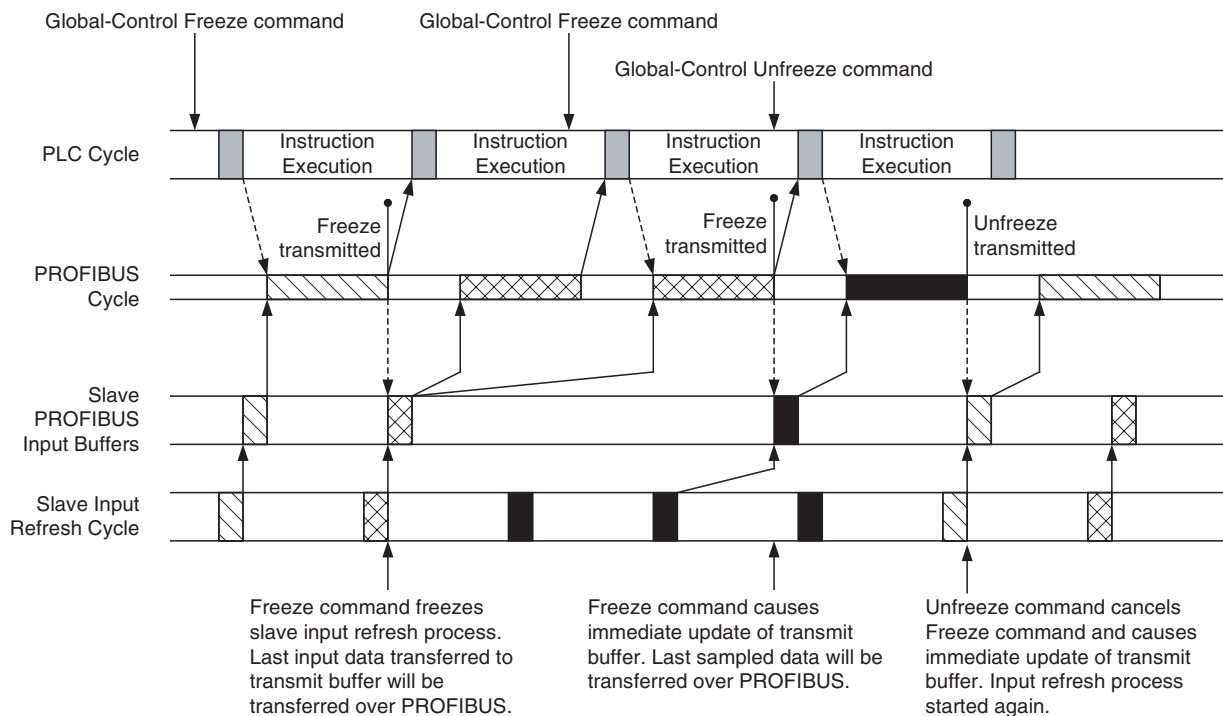 Global-Control Freeze command
Global-Control Freeze command
Global-Control Unfreeze command
PLC Cycle
Instruction
Execution
Instruction
Execution
Instruction
Execution
Instruction
Execution
Freeze
transmitted
Freeze
transmitted
Unfreeze
transmitted
PROFIBUS
Cycle
Slave
PROFIBUS
Input Buffers
Slave Input
Refresh Cycle
Freeze command freezes
slave input refresh process.
Last input data transferred to
transmit buffer will be
transferred over PROFIBUS.
Freeze command causes
immediate update of transmit
buffer. Last sampled data will be
transferred over PROFIBUS.
Unfreeze command cancels
Freeze command and causes
immediate update of transmit
buffer. Input refresh process
started again.